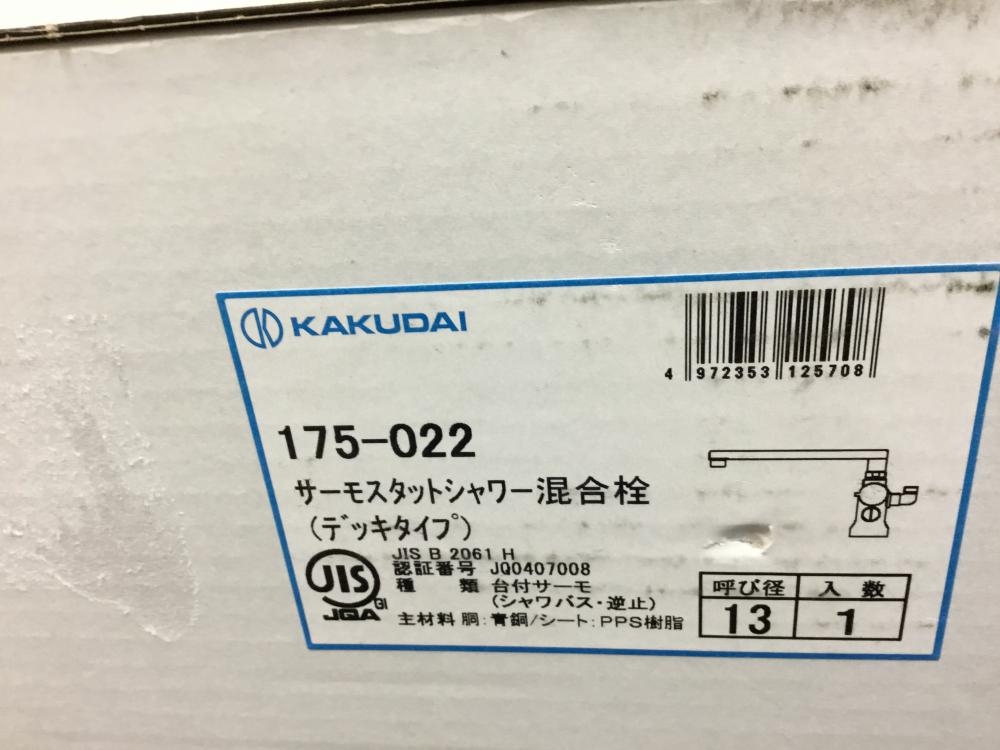 KAKUDAI
4 972353 125708
175-022
サーモスタットシャワー混合栓
(デッキタイプ)
JIS B 2061 H
認証番号 JQ0407008
種 類 台付サーモ
(シャワバス・逆止)
主材料 胴:青銅/シート:PPS樹脂
JIS
GI
JQA
呼び径 入数
13 1